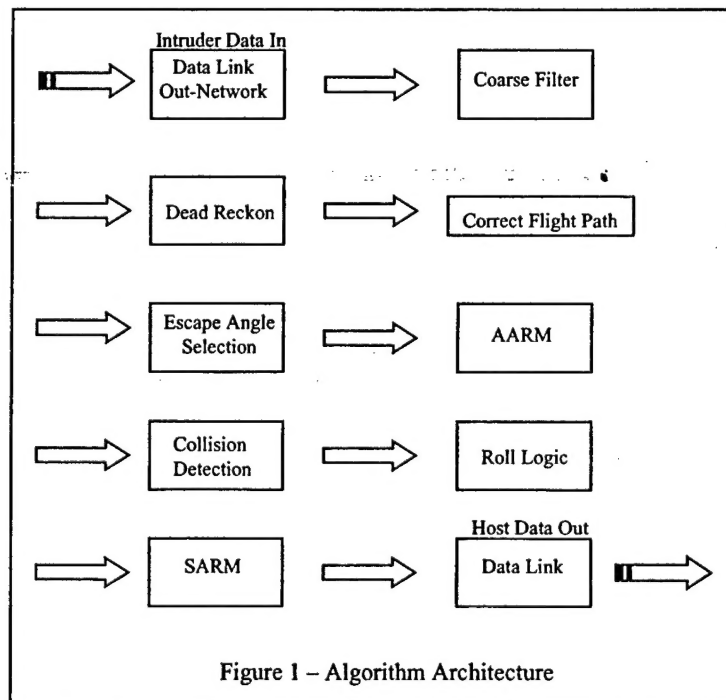 Intruder Data In
Data Link
Out-Network
Coarse Filter
Dead Reckon
Correct Flight Path
Escape Angle
Selection
AARM
Collision
Detection
Roll Logic
SARM
Host Data Out
Data Link
Figure 1 – Algorithm Architecture